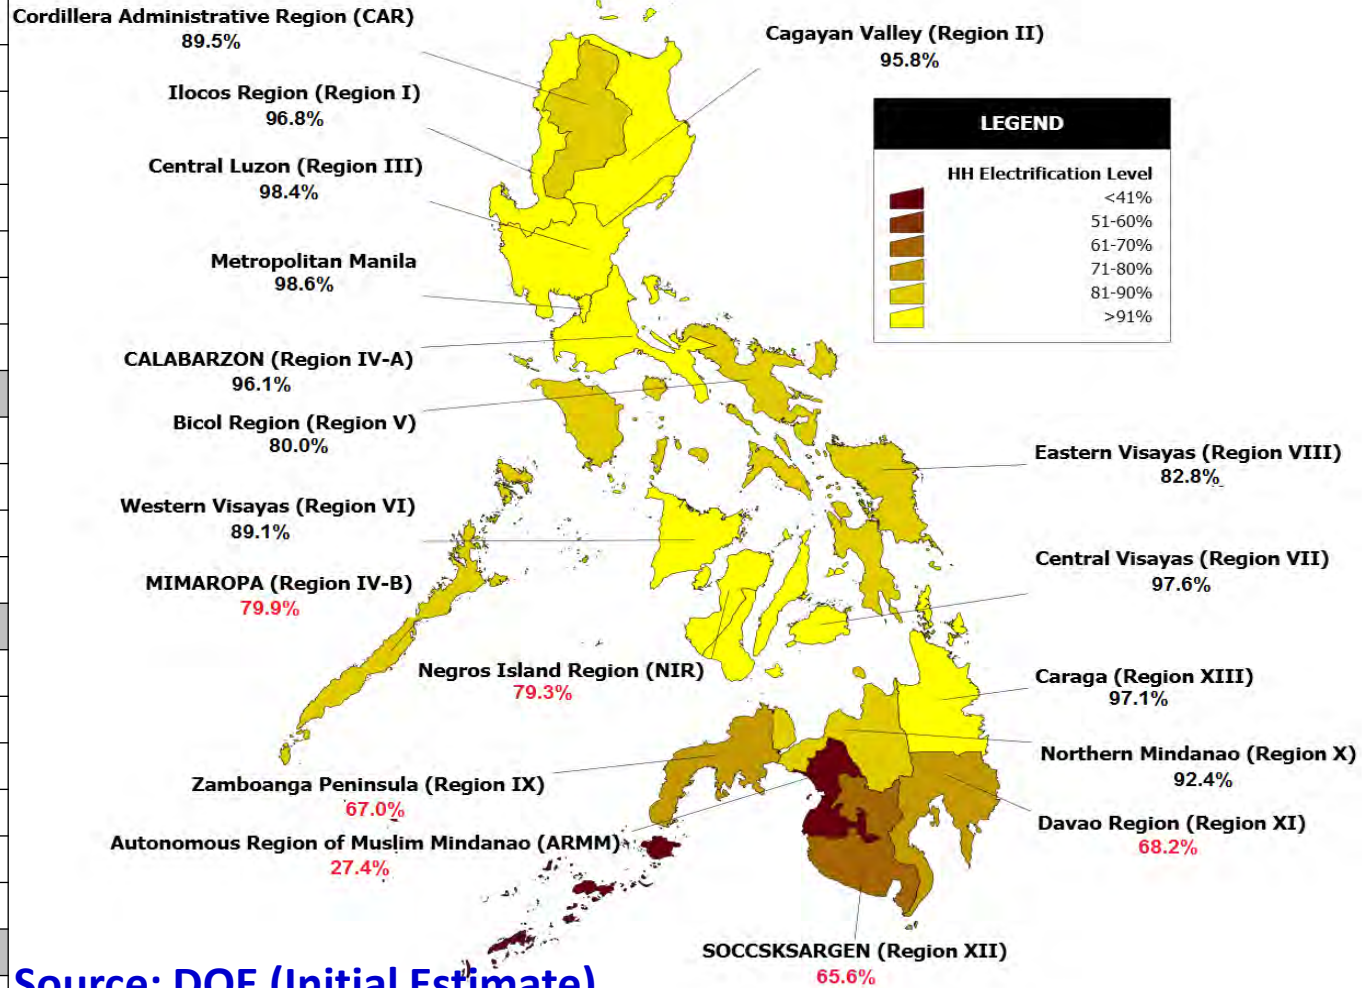 Cordillera Administrative Region (CAR)
89.5%
Cagayan Valley (Region II)
95.8%
Ilocos Region (Region I)
96.8%
Central Luzon (Region III)
98.4%
Metropolitan Manila
98.6%
CALABARZON (Region IV-A)
96.1%
Bicol Region (Region V)
80.0%
Western Visayas (Region VI)
89.1%
MIMAROPA (Region IV-B)
79.9%
Negros Island Region (NIR)
79.3%
Zamboanga Peninsula (Region IX)
67.0%
Autonomous Region of Muslim Mindanao (ARMM)
27.4%
LEGEND
HH Electrification Level
<41%
51-60%
61-70%
71-80%
81-90%
>91%
Eastern Visayas (Region VIII)
82.8%
Central Visayas (Region VII)
97.6%
Caraga (Region XIII)
97.1%
Northern Mindanao (Region X)
92.4%
Davao Region (Region XI)
68.2%
SOCCSKSARGEN (Region XII)
65.6%
Source: DOE (Initial Estimate)